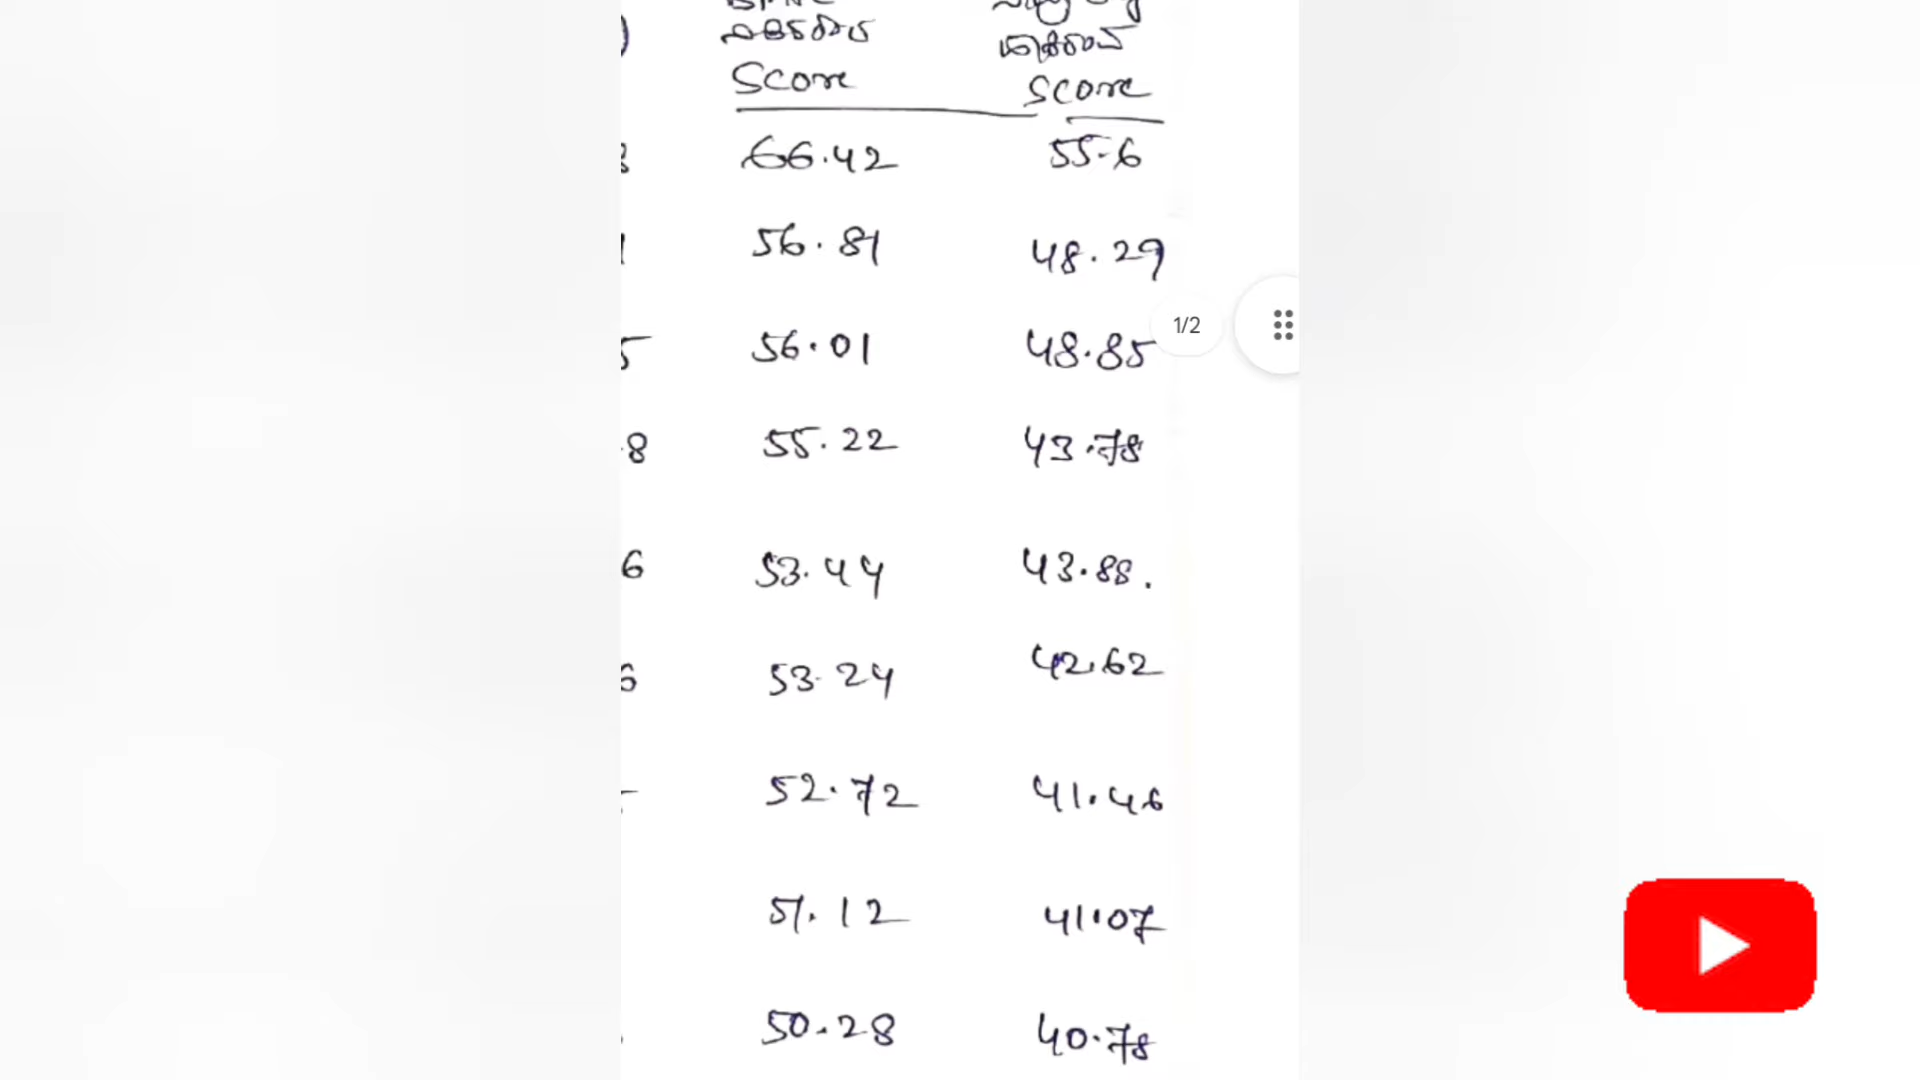 Score Score
66.42 55.6
56.81 48.29
56.01 48.85
1/2
8 55.22 43.78
6 53.44 43.88.
53.24 42.62
52.72 41.46
51.12 41.07
50.28 40.78